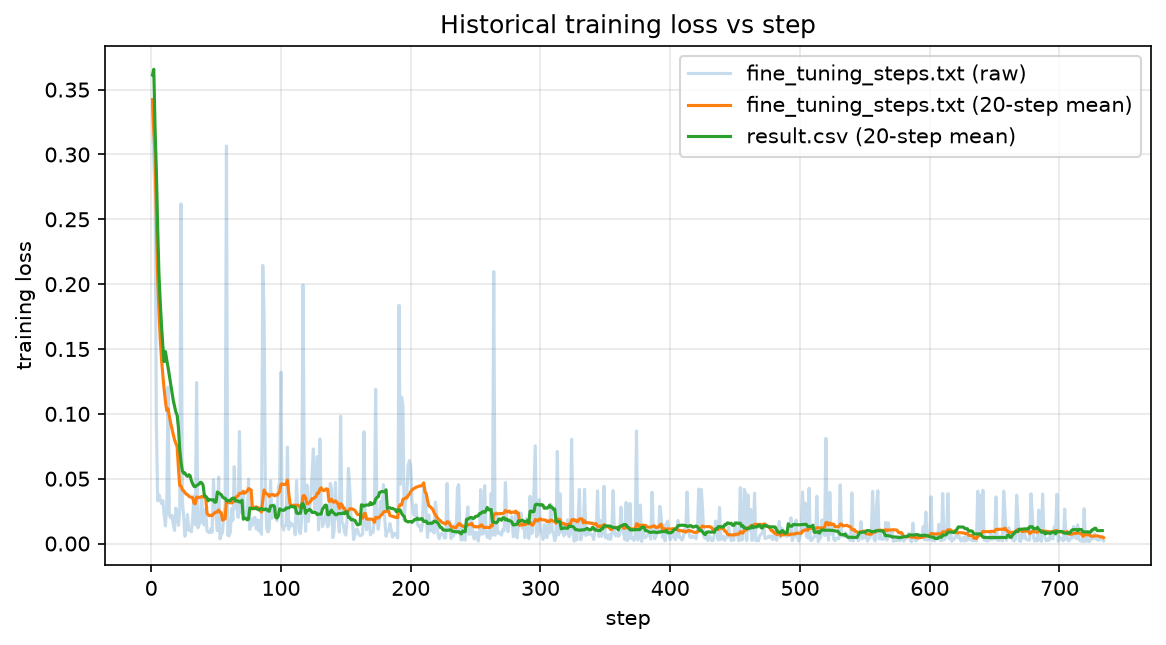 Historical training loss vs step
fine_tuning_steps.txt (raw)
fine_tuning_steps.txt (20-step mean)
result.csv (20-step mean)
training loss
0.35
0.30
0.25
0.20
0.15
0.10
0.05
0.00
0 100 200 300 400 500 600 700
step